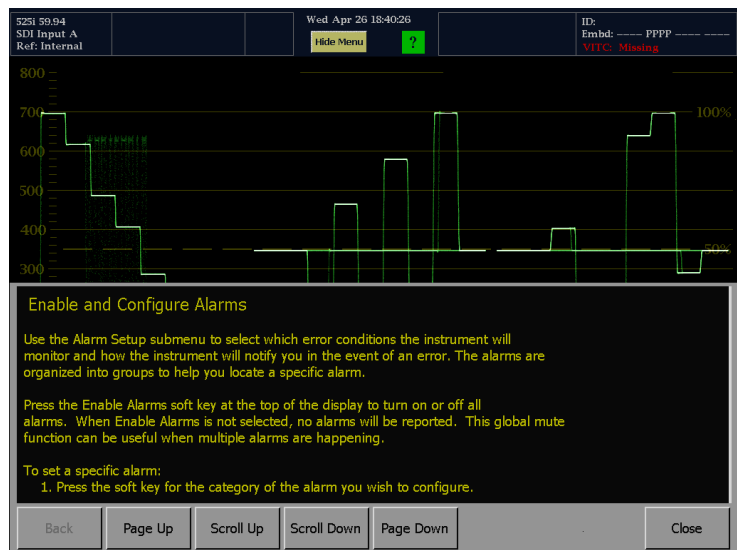 525i 59.94
SDI Input A
Ref: Internal
Wed Apr 26 18:40:26
Hide Menu
?
ID:
Embd: ---- PPPP ---- ----
VITC: Missing
800
700
600
500
400
300
100%
50%
Enable and Configure Alarms
Use the Alarm Setup submenu to select which error conditions the instrument will
monitor and how the instrument will notify you in the event of an error. The alarms are
organized into groups to help you locate a specific alarm.
Press the Enable Alarms soft key at the top of the display to turn on or off all
alarms. When Enable Alarms is not selected, no alarms will be reported. This global mute
function can be useful when multiple alarms are happening.
To set a specific alarm:
1. Press the soft key for the category of the alarm you wish to configure.
Back
Page Up
Scroll Up
Scroll Down
Page Down
Close